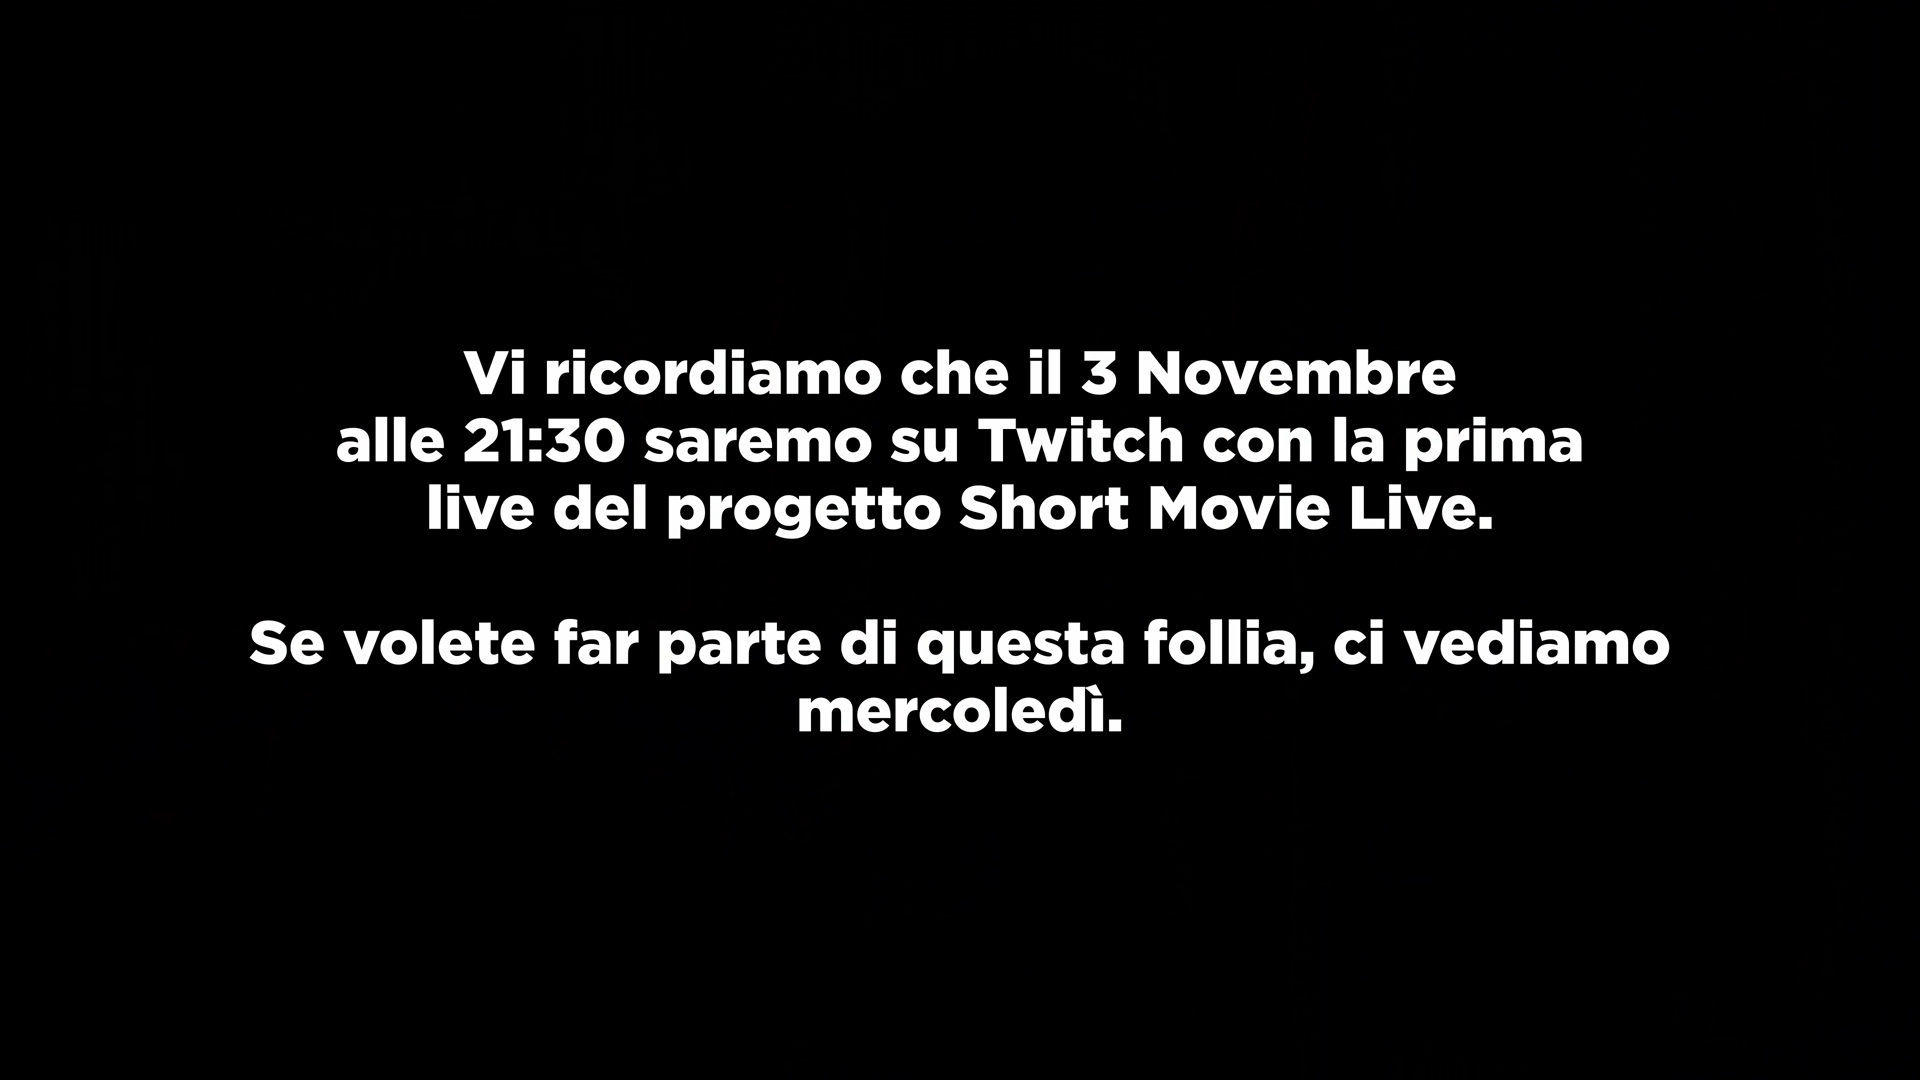 Vi ricordiamo che il 3 Novembre
alle 21:30 saremo su Twitch con la prima
live del progetto Short Movie Live.
Se volete far parte di questa follia, ci vediamo
mercoledì.